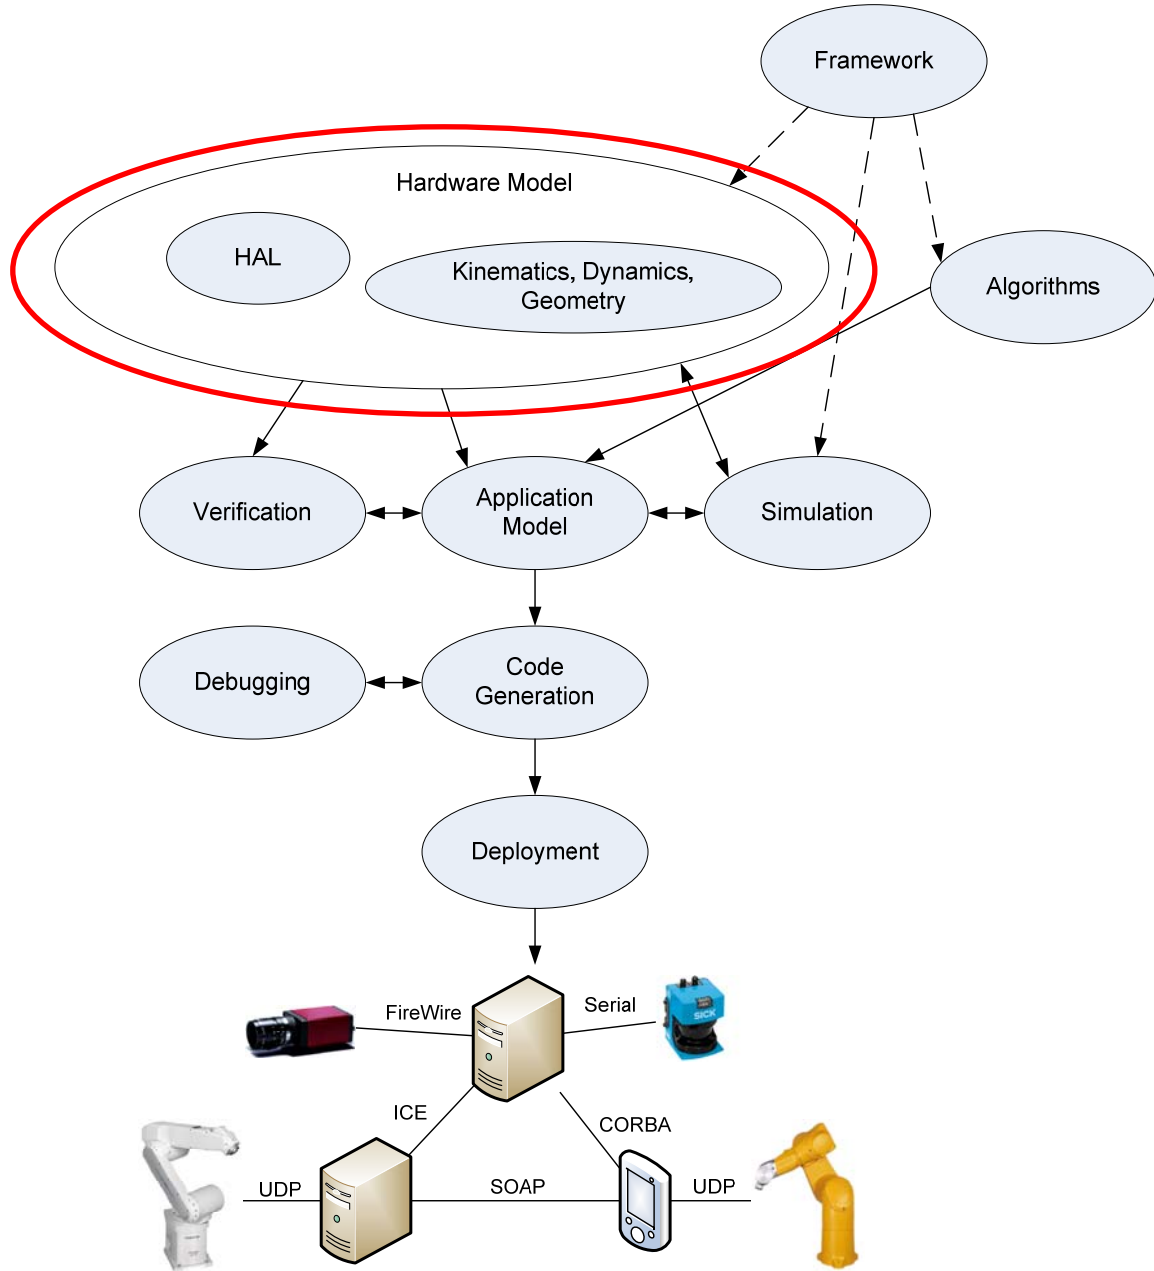 Framework
Hardware Model
HAL
Kinematics, Dynamics,
Geometry
Algorithms
Verification
Application
Model
Simulation
Debugging
Code
Generation
Deployment
FireWire
Serial
SICK
ICE
CORBA
UDP
SOAP
UDP